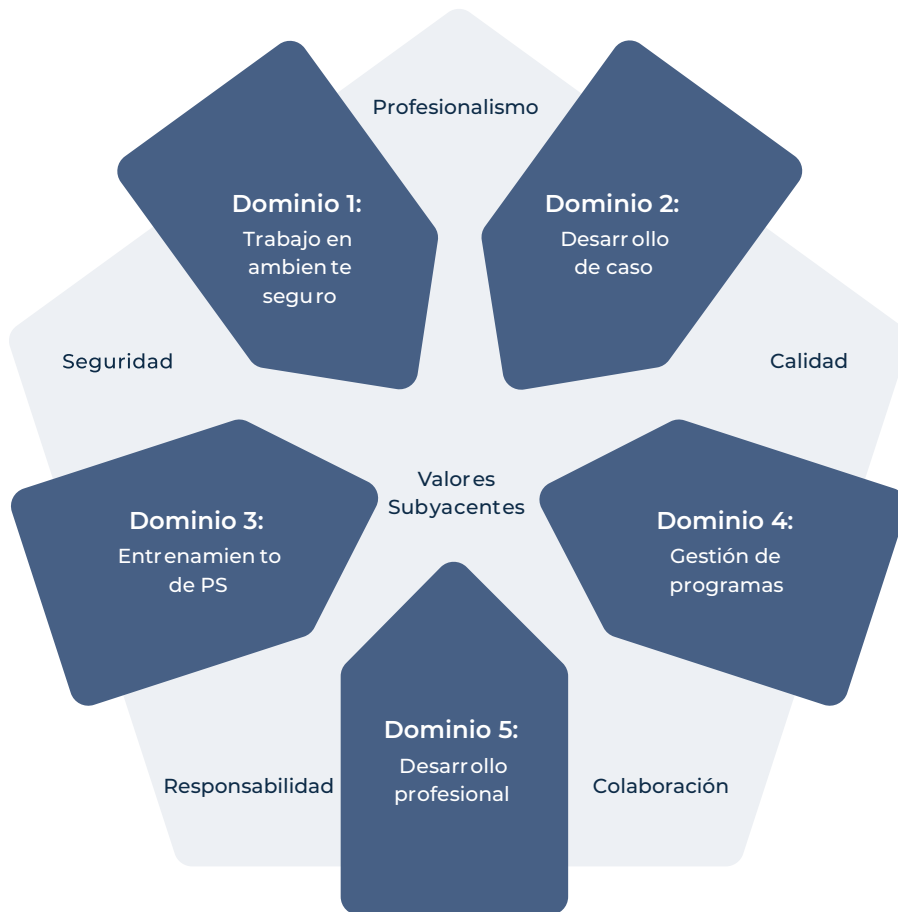 Profesionalismo
Dominio 1:
Trabajo en
ambiente
seguro
Dominio 2:
Desarrollo
de caso
Seguridad
Calidad
Valores
Subyacentes
Dominio 3:
Entrenamiento
de PS
Dominio 4:
Gestión de
programas
Dominio 5:
Desarrollo
profesional
Responsabilidad
Colaboración